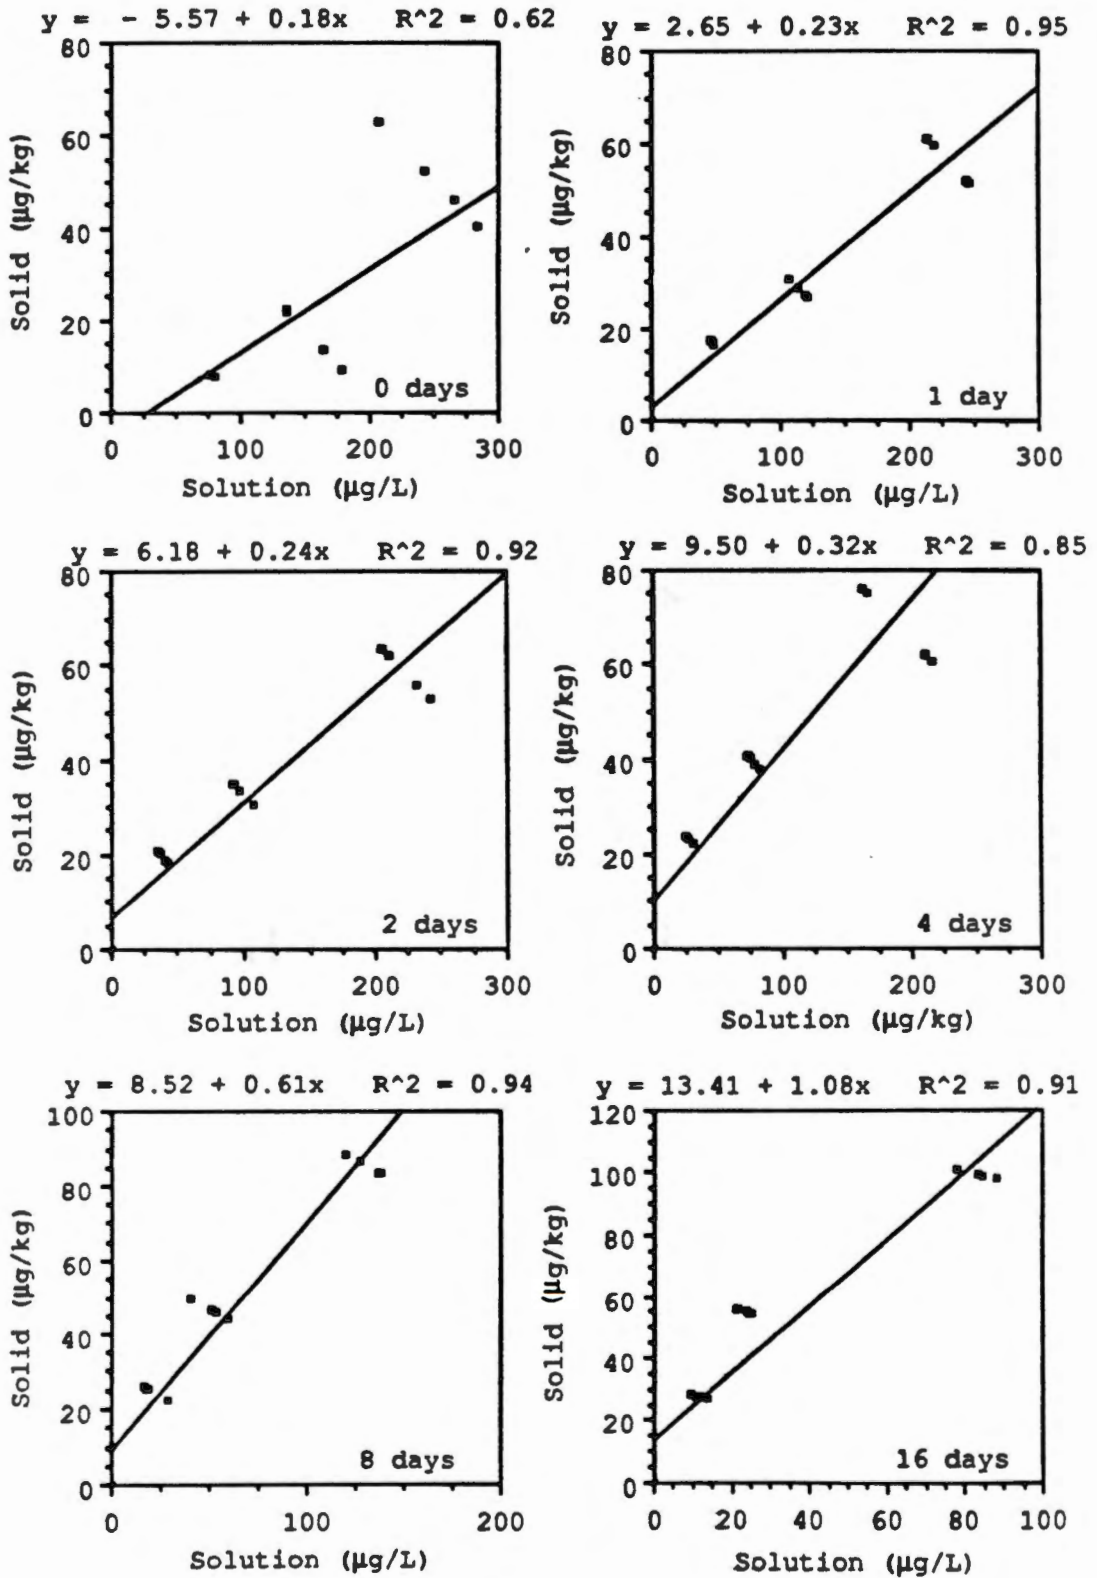 y = - 5.57 + 0.18x R^2 = 0.62
80
60
40
20
0
Solid (µg/kg)
0 days
0 100 200 300
Solution (µg/L)
y = 2.65 + 0.23x R^2 = 0.95
80
60
40
20
0
Solid (µg/kg)
1 day
0 100 200 300
Solution (µg/L)
y = 6.18 + 0.24x R^2 = 0.92
80
60
40
20
0
Solid (µg/kg)
2 days
0 100 200 300
Solution (µg/L)
y = 9.50 + 0.32x R^2 = 0.85
80
60
40
20
0
Solid (µg/kg)
4 days
0 100 200 300
Solution (µg/kg)
y = 8.52 + 0.61x R^2 = 0.94
100
80
60
40
20
0
Solid (µg/kg)
8 days
0 100 200
Solution (µg/L)
y = 13.41 + 1.08x R^2 = 0.91
120
100
80
60
40
20
0
Solid (µg/kg)
16 days
0 20 40 60 80 100
Solution (µg/L)